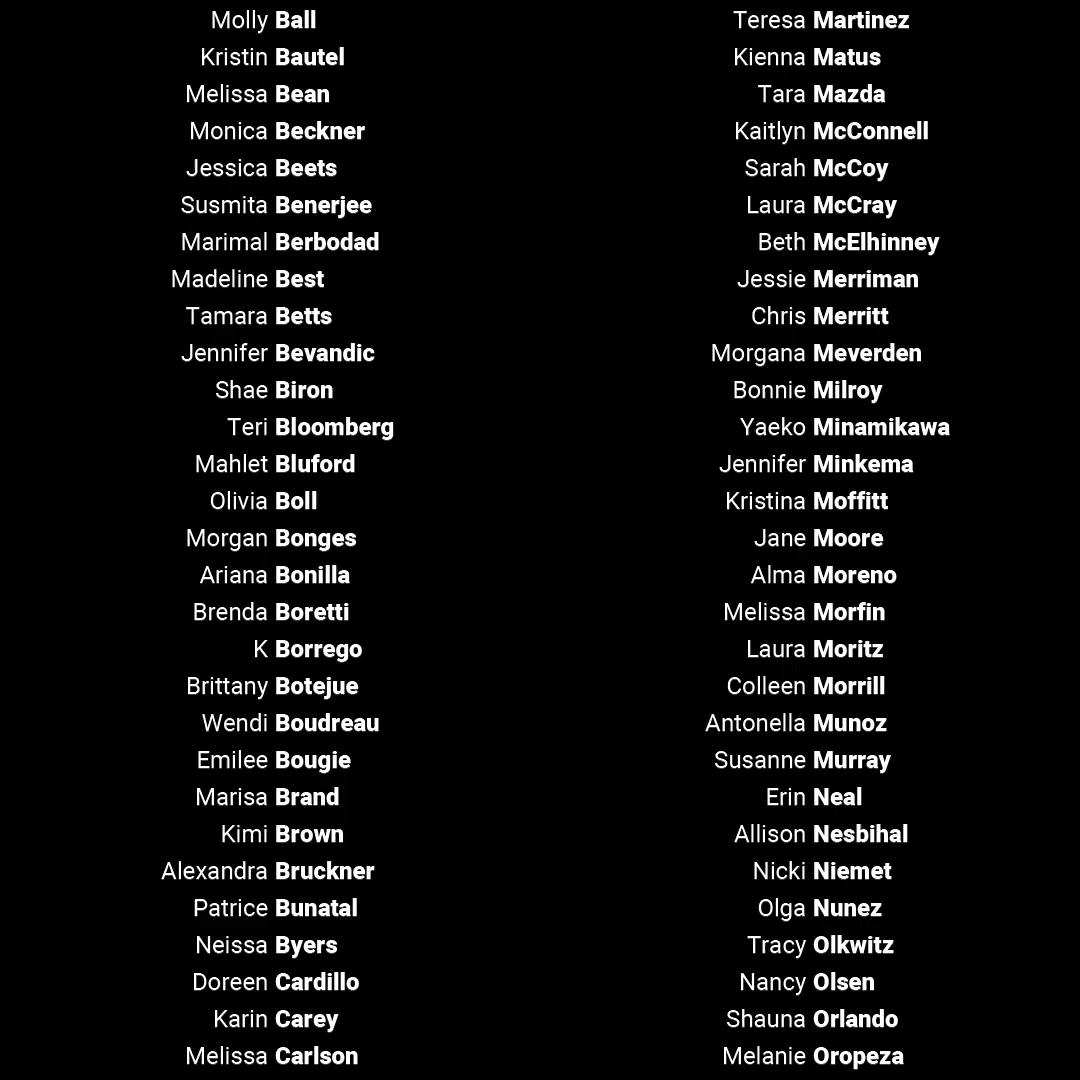 Molly Ball
Kristin Bautel
Melissa Bean
Monica Beckner
Jessica Beets
Susmita Benerjee
Marimal Berbodad
Madeline Best
Tamara Betts
Jennifer Bevandic
Shae Biron
Teri Bloomberg
Mahlet Bluford
Olivia Boll
Morgan Bonges
Ariana Bonilla
Brenda Boretti
K Borrego
Brittany Botejue
Wendi Boudreau
Emilee Bougie
Marisa Brand
Kimi Brown
Alexandra Bruckner
Patrice Bunatal
Neissa Byers
Doreen Cardillo
Karin Carey
Melissa Carlson
Teresa Martinez
Kienna Matus
Tara Mazda
Kaitlyn McConnell
Sarah McCoy
Laura McCray
Beth McElhinney
Jessie Merriman
Chris Merritt
Morgana Meverden
Bonnie Milroy
Yaeko Minamikawa
Jennifer Minkema
Kristina Moffitt
Jane Moore
Alma Moreno
Melissa Morfin
Laura Moritz
Colleen Morrill
Antonella Munoz
Susanne Murray
Erin Neal
Allison Nesbihal
Nicki Niemet
Olga Nunez
Tracy Olkwitz
Nancy Olsen
Shauna Orlando
Melanie Oropeza